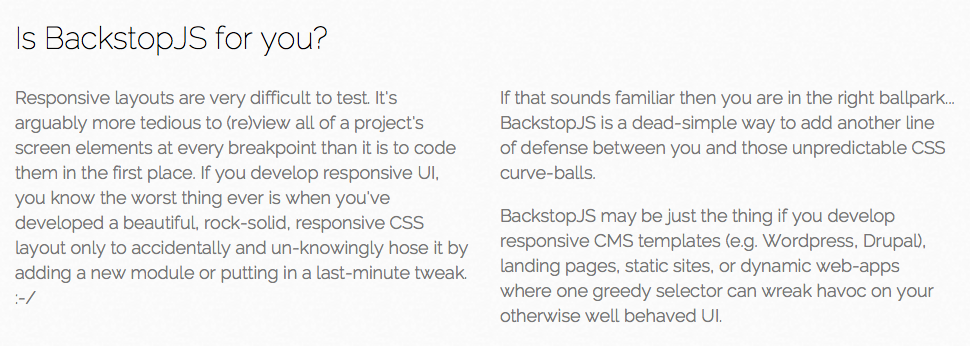 Is BackstopJS for you?
Responsive layouts are very difficult to test. It's
arguably more tedious to (re)view all of a project's
screen elements at every breakpoint than it is to code
them in the first place. If you develop responsive UI,
you know the worst thing ever is when you've
developed a beautiful, rock-solid, responsive CSS
layout only to accidentally and un-knowingly hose it by
adding a new module or putting in a last-minute tweak.
:-/
If that sounds familiar then you are in the right ballpark...
BackstopJS is a dead-simple way to add another line
of defense between you and those unpredictable CSS
curve-balls.
BackstopJS may be just the thing if you develop
responsive CMS templates (e.g. Wordpress, Drupal),
landing pages, static sites, or dynamic web-apps
where one greedy selector can wreak havoc on your
otherwise well behaved UI.